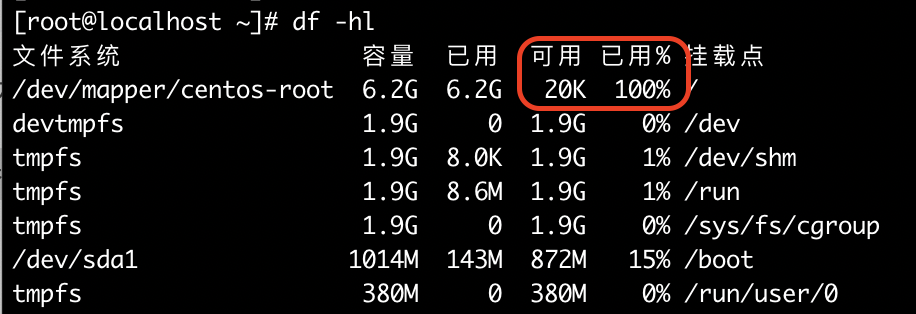 [root@localhost ~]# df -hl
文件系统 容量 已用 可用 已用% 挂载点
/dev/mapper/centos-root 6.2G 6.2G 20K 100% /
devtmpfs 1.9G 0 1.9G 0% /dev
tmpfs 1.9G 8.0K 1.9G 1% /dev/shm
tmpfs 1.9G 8.6M 1.9G 1% /run
tmpfs 1.9G 0 1.9G 0% /sys/fs/cgroup
/dev/sda1 1014M 143M 872M 15% /boot
tmpfs 380M 0 380M 0% /run/user/0